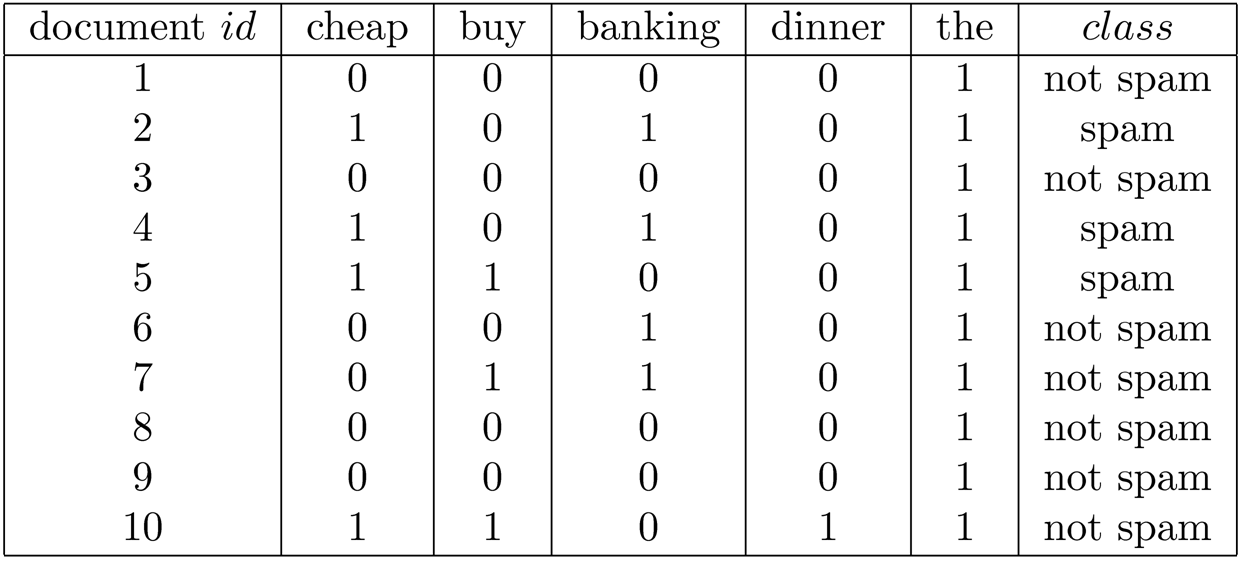 document id cheap buy banking dinner the class
1 0 0 0 0 1 not spam
2 1 0 1 0 1 spam
3 0 0 0 0 1 not spam
4 1 0 1 0 1 spam
5 1 1 0 0 1 spam
6 0 0 1 0 1 not spam
7 0 1 1 0 1 not spam
8 0 0 0 0 1 not spam
9 0 0 0 0 1 not spam
10 1 1 0 1 1 not spam